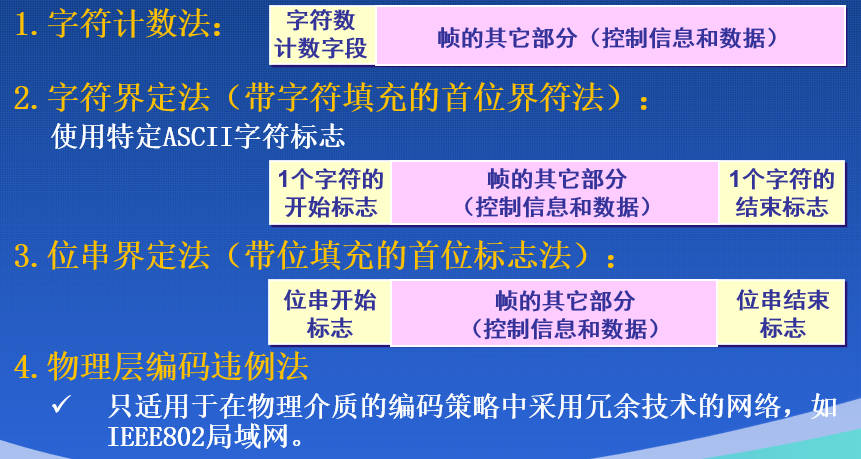 1.字符计数法:
字符数
计数字段
帧的其它部分（控制信息和数据）
2.字符界定法（带字符填充的首位界符法）:
使用特定ASCII字符标志
1个字符的
开始标志
帧的其它部分
（控制信息和数据）
1个字符的
结束标志
3.位串界定法（带位填充的首位标志法）:
位串开始
标志
帧的其它部分
（控制信息和数据）
位串结束
标志
4.物理层编码违例法
✓ 只适用于在物理介质的编码策略中采用冗余技术的网络，如
IEEE802局域网。